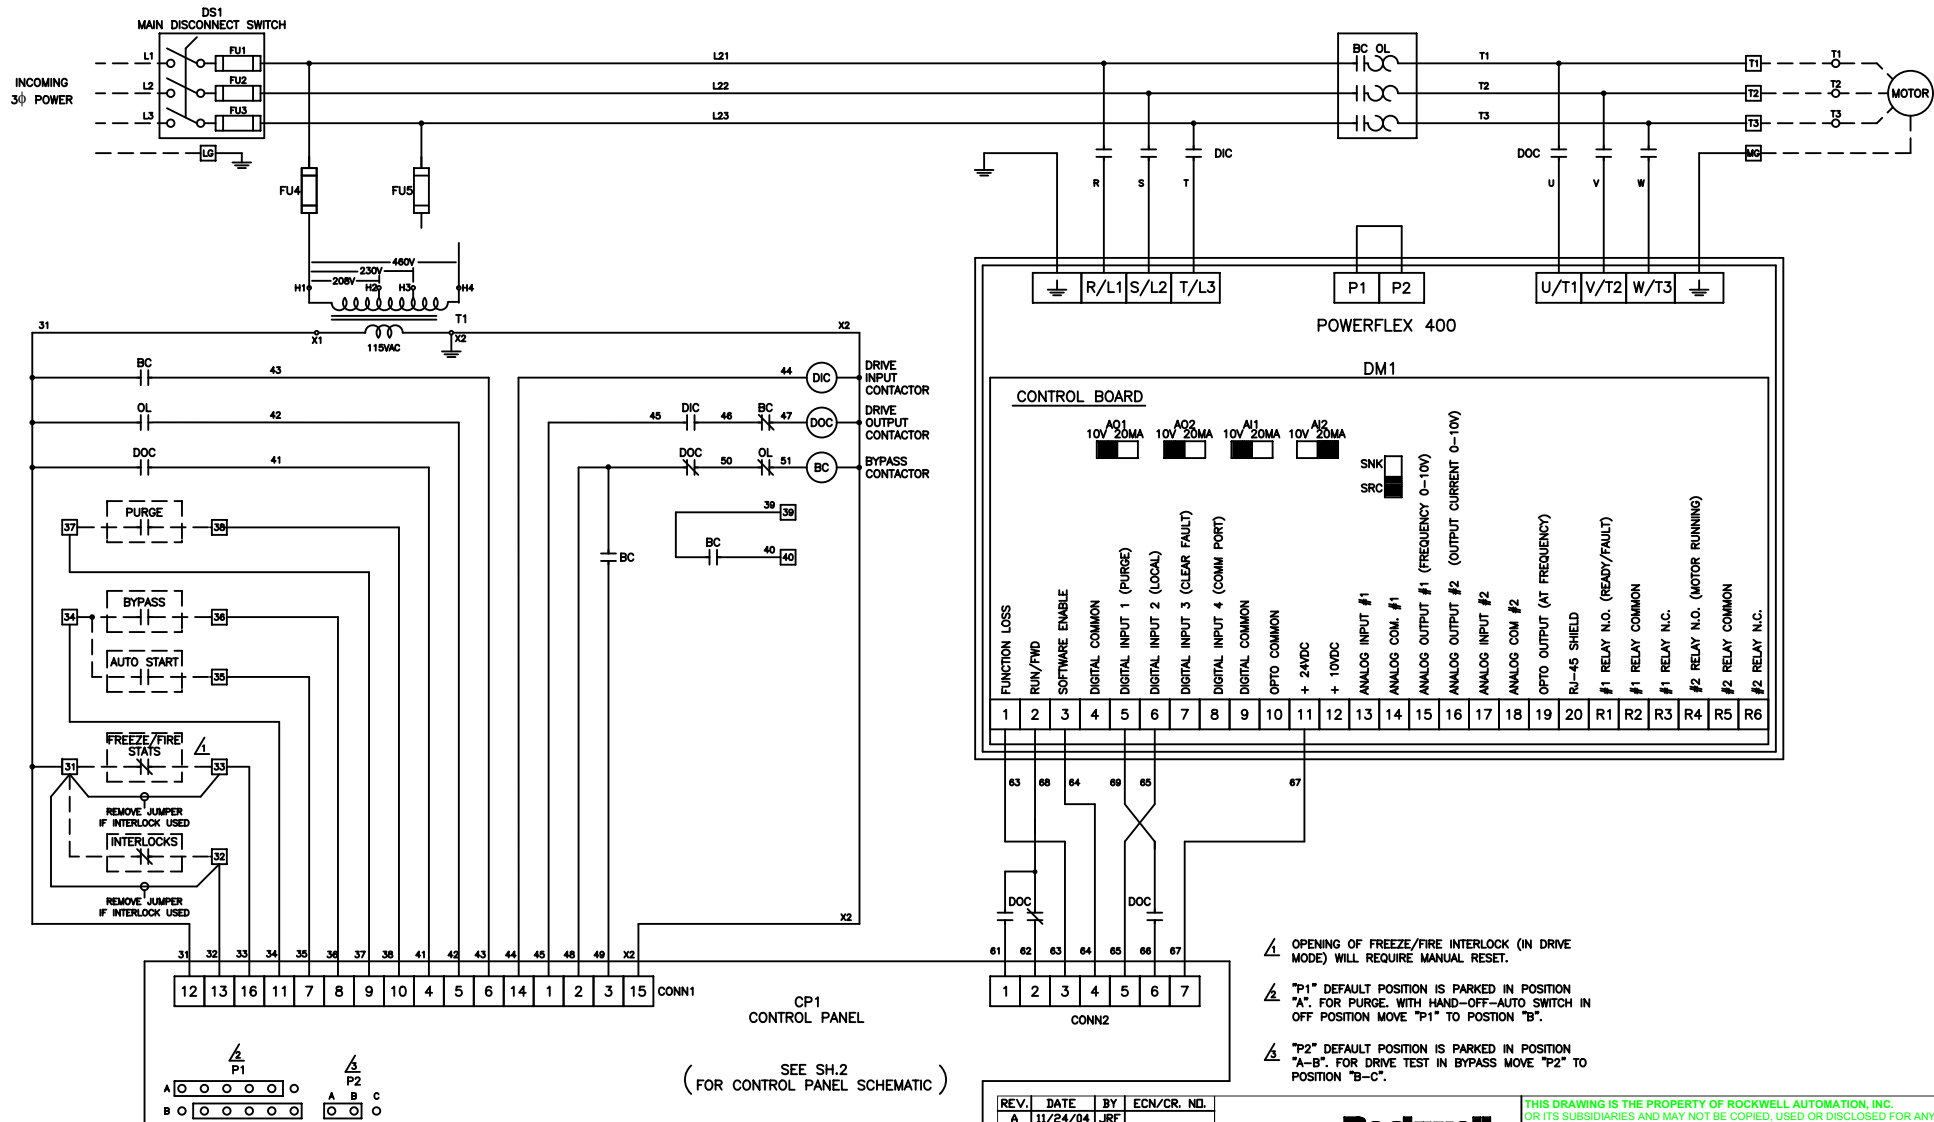 DS1
MAIN DISCONNECT SWITCH
INCOMING
3ϕ POWER
L1
L2
L3
LG
FU1
FU2
FU3
L21
L22
L23
BC OL
T1
T2
T3
T1
T2
T3
T1
T2
T3
MG
MOTOR
FU4
FU5
R
S
T
DIC
DOC
U
V
W
460V
230V
208V
H1
H2
H3
H4
T1
X1
X2
115VAC
R/L1
S/L2
T/L3
P1
P2
U/T1
V/T2
W/T3
POWERFLEX 400
DM1
31
X2
BC
43
44
DIC
DRIVE
INPUT
CONTACTOR
OL
42
45
DIC
46
BC
47
DOC
DRIVE
OUTPUT
CONTACTOR
DOC
41
DOC
50
OL
51
BC
BYPASS
CONTACTOR
39
39
BC
BC
40
40
PURGE
37
38
BYPASS
34
36
AUTO START
35
FREEZE/FIRE
STATS
1
31
33
REMOVE JUMPER
IF INTERLOCK USED
INTERLOCKS
32
REMOVE JUMPER
IF INTERLOCK USED
X2
CONTROL BOARD
AO1
10V 20MA
AO2
10V 20MA
AI1
10V 20MA
AI2
10V 20MA
SNK
SRC
FUNCTION LOSS
RUN/FWD
SOFTWARE ENABLE
DIGITAL COMMON
DIGITAL INPUT 1 (PURGE)
DIGITAL INPUT 2 (LOCAL)
DIGITAL INPUT 3 (CLEAR FAULT)
DIGITAL INPUT 4 (COMM PORT)
DIGITAL COMMON
OPTO COMMON
+ 24VDC
+ 10VDC
ANALOG INPUT #1
ANALOG COM. #1
ANALOG OUTPUT #1 (FREQUENCY 0-10V)
ANALOG OUTPUT #2 (OUTPUT CURRENT 0-10V)
ANALOG INPUT #2
ANALOG COM #2
OPTO OUTPUT (AT FREQUENCY)
RJ-45 SHIELD
#1 RELAY N.O. (READY/FAULT)
#1 RELAY COMMON
#1 RELAY N.C.
#2 RELAY N.O. (MOTOR RUNNING)
#2 RELAY COMMON
#2 RELAY N.C.
1 2 3 4 5 6 7 8 9 10 11 12 13 14 15 16 17 18 19 20 R1 R2 R3 R4 R5 R6
63 68 64 69 65 67
DOC
DOC
31 32 33 34 35 36 37 38 41 42 43 44 45 48 49 X2
12 13 16 11 7 8 9 10 4 5 6 14 1 2 3 15 CONN1
61 62 63 64 65 66 67
1 2 3 4 5 6 7
CONN2
CP1
CONTROL PANEL
SEE SH.2
(FOR CONTROL PANEL SCHEMATIC)
2
P1
A
B
3
P2
A B C
1 OPENING OF FREEZE/FIRE INTERLOCK (IN DRIVE
MODE) WILL REQUIRE MANUAL RESET.
2 "P1" DEFAULT POSITION IS PARKED IN POSITION
"A". FOR PURGE. WITH HAND-OFF-AUTO SWITCH IN
OFF POSITION MOVE "P1" TO POSTION "B".
3 "P2" DEFAULT POSITION IS PARKED IN POSITION
"A-B". FOR DRIVE TEST IN BYPASS MOVE "P2" TO
POSITION "B-C".
REV. DATE BY ECN/CR. NO.
A 11/24/04 JRF
THIS DRAWING IS THE PROPERTY OF ROCKWELL AUTOMATION, INC.
OR ITS SUBSIDIARIES AND MAY NOT BE COPIED, USED OR DISCLOSED FOR ANY